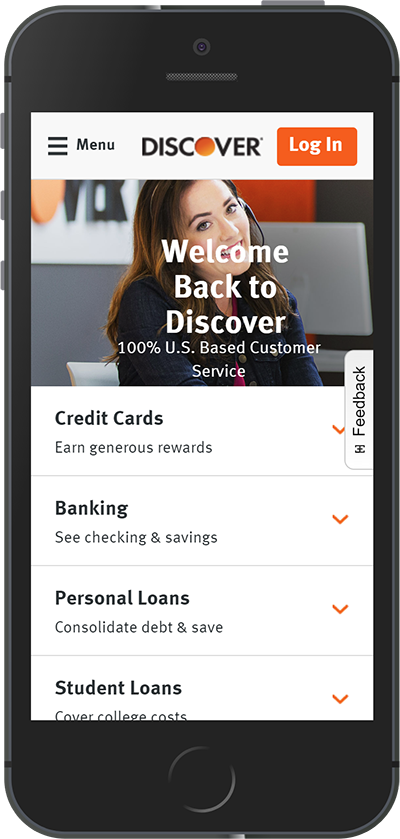 Menu
DISCOVER
Log In
Welcome
Back to
Discover
100% U.S. Based Customer
Service
Feedback
Credit Cards
Earn generous rewards
Banking
See checking & savings
Personal Loans
Consolidate debt & save
Student Loans
Cover college costs